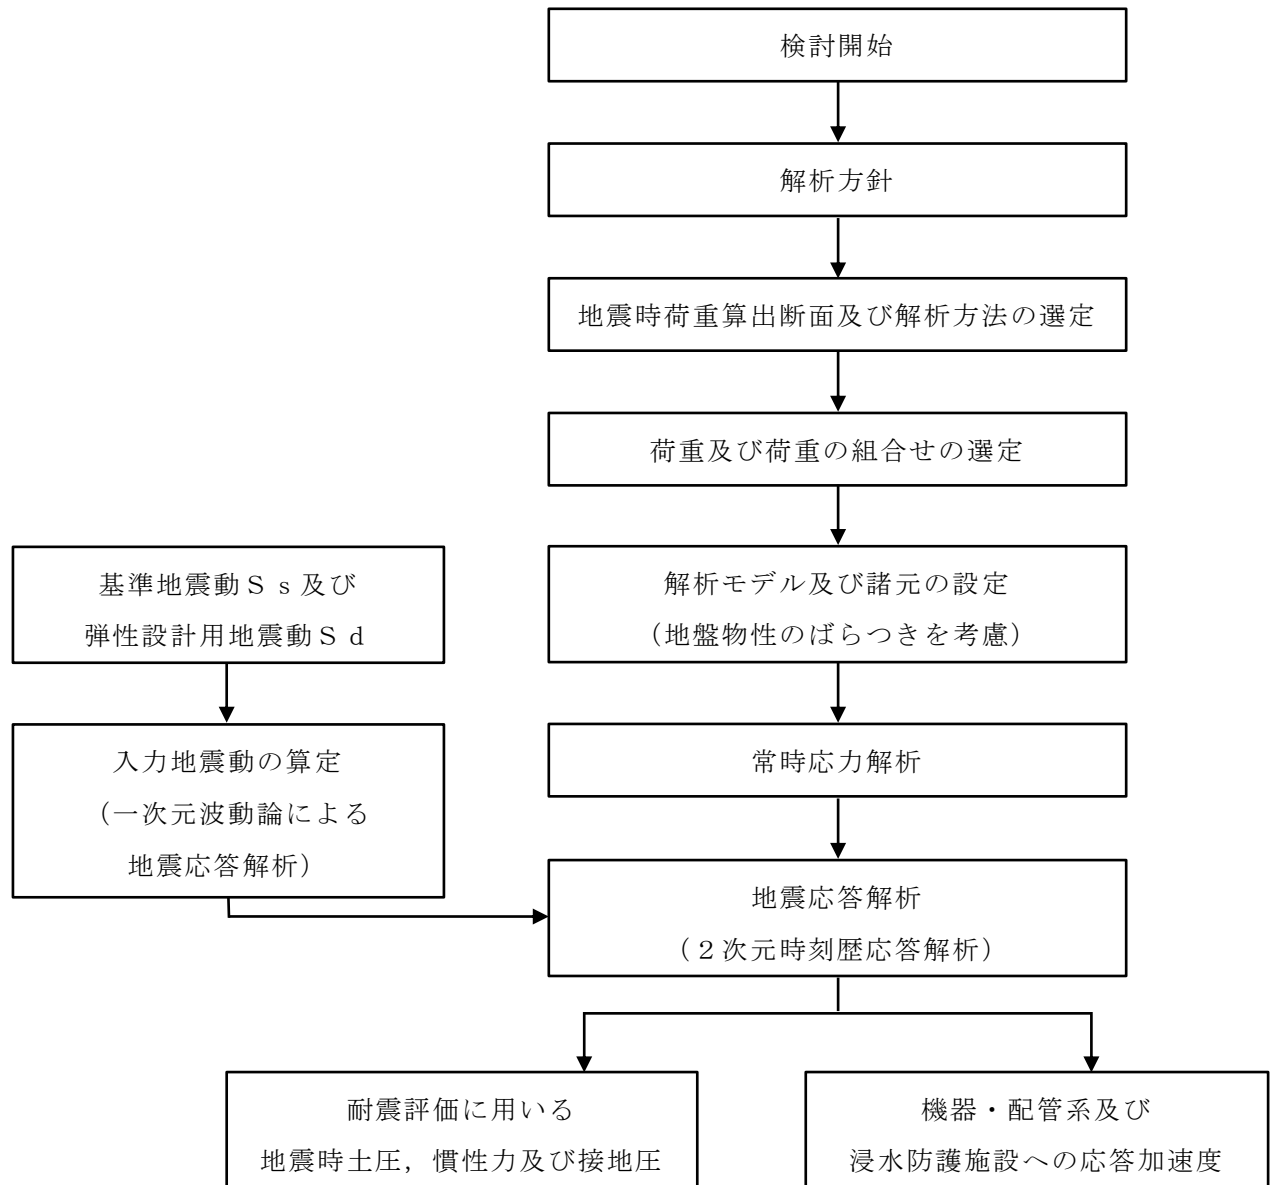 検討開始
解析方針
地震時荷重算出断面及び解析方法の選定
荷重及び荷重の組合せの選定
基準地震動Ｓｓ及び
弾性設計用地震動Ｓｄ
解析モデル及び諸元の設定
（地盤物性のばらつきを考慮）
入力地震動の算定
（一次元波動論による
地震応答解析）
常時応力解析
地震応答解析
（２次元時刻歴応答解析）
耐震評価に用いる
地震時土圧，慣性力及び接地圧
機器・配管系及び
浸水防護施設への応答加速度